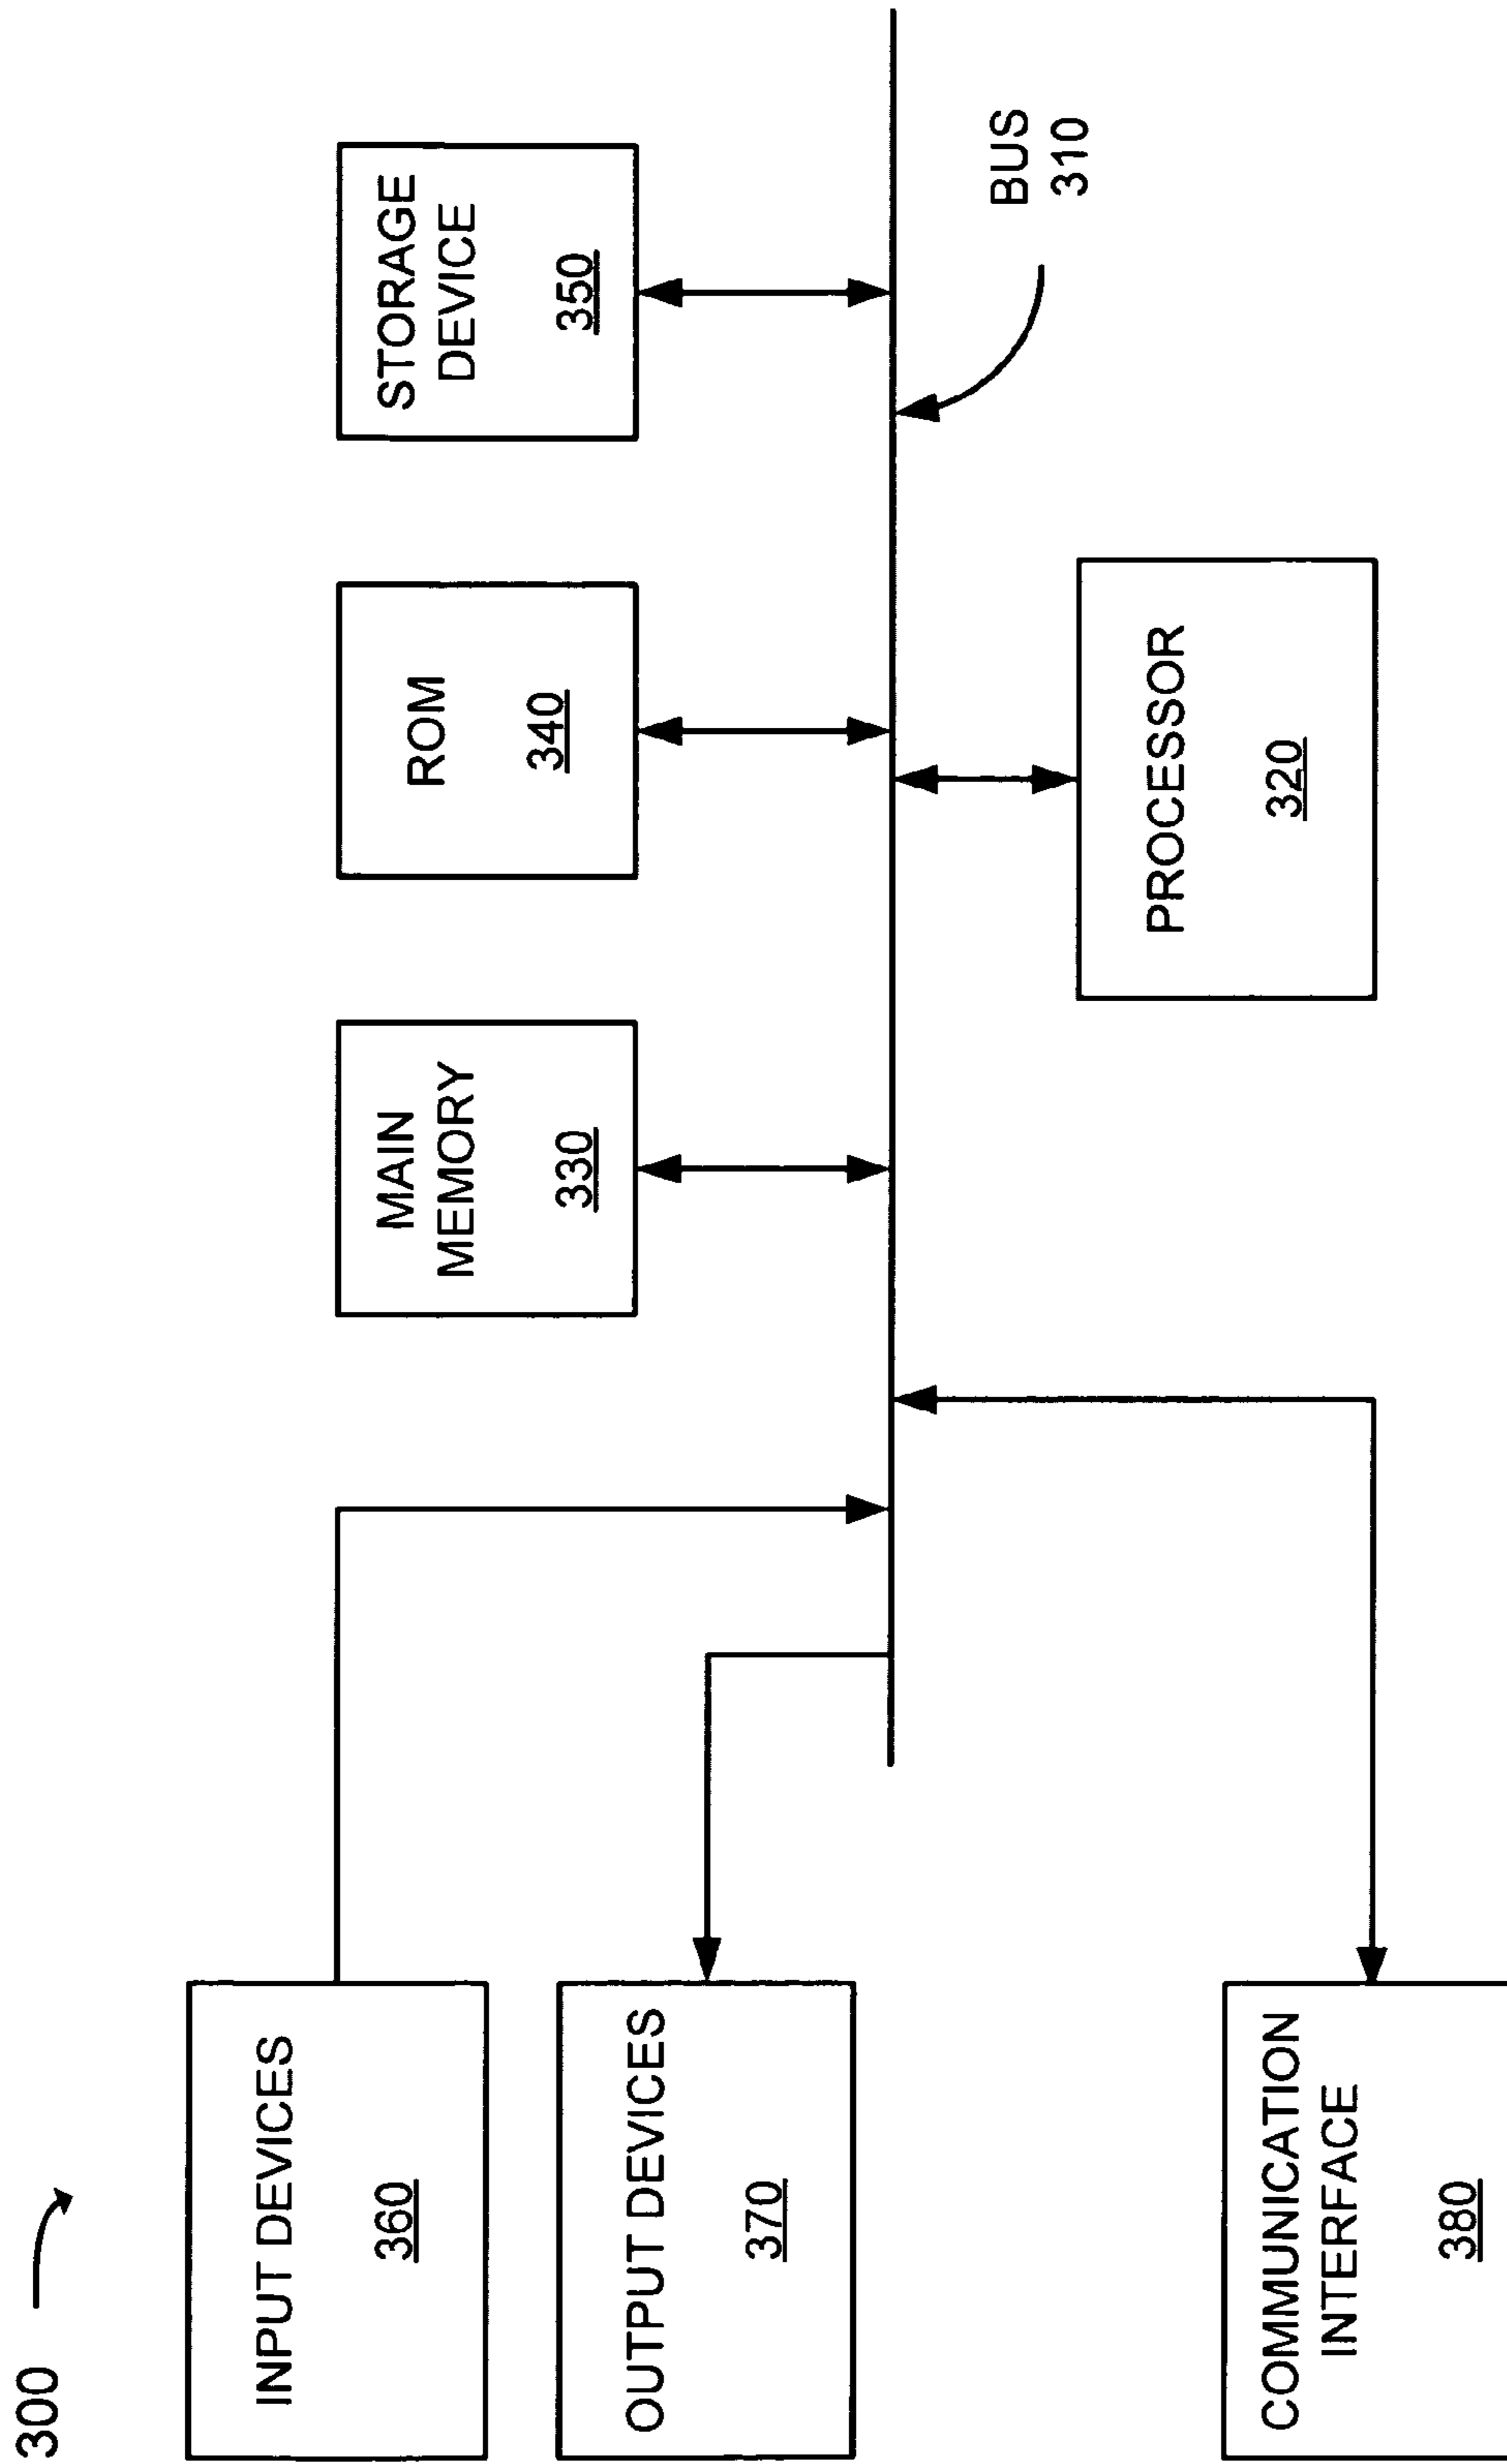 300
MAIN
MEMORY
330
ROM
340
STORAGE
DEVICE
350
INPUT DEVICES
360
OUTPUT DEVICES
370
BUS
310
PROCESSOR
320
COMMUNICATION
INTERFACE
380